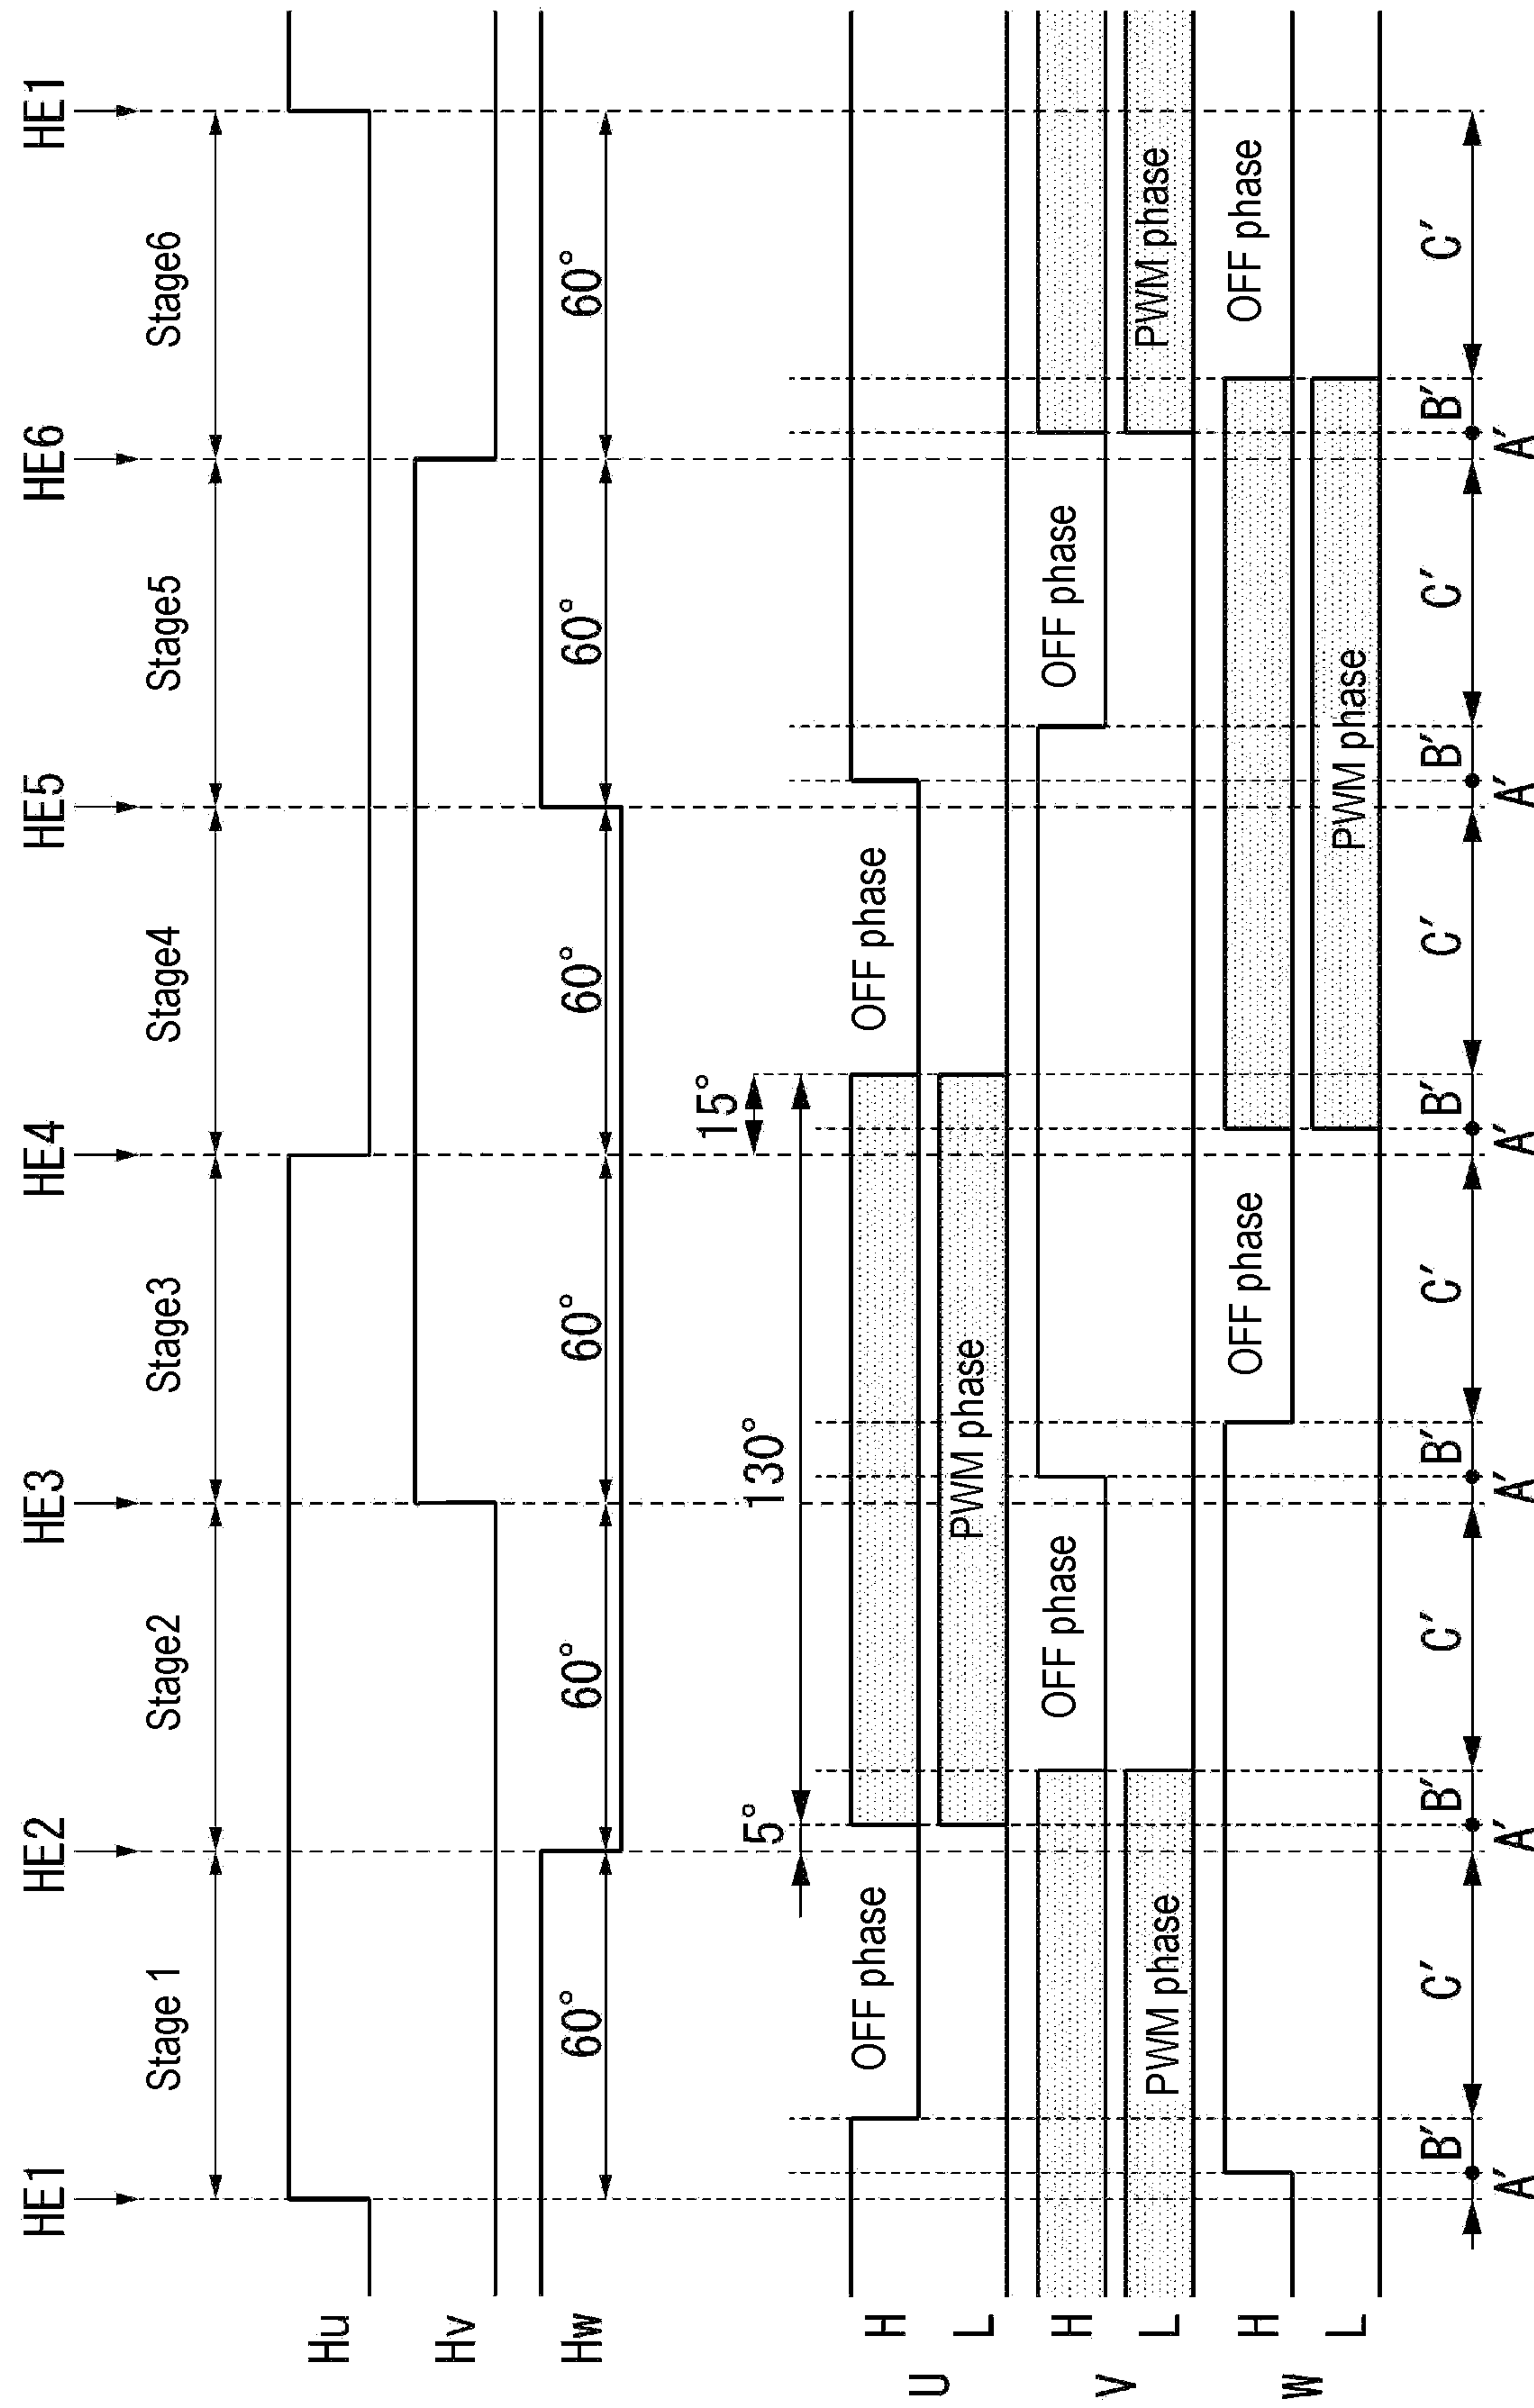 HE1 HE2 HE3 HE4 HE5 HE6 HE1
Stage 1 Stage2 Stage3 Stage4 Stage5 Stage6
Hu
Hv
Hw
60° 60° 60° 60° 60° 60°
15°
5° 130°
U
H OFF phase OFF phase
L PWM phase
V
H OFF phase OFF phase
L PWM phase PWM phase
W
H OFF phase OFF phase
L PWM phase
B′ C′ B′ C′ B′ C′ B′ C′ B′ C′ B′ C′
A′ A′ A′ A′ A′ A′